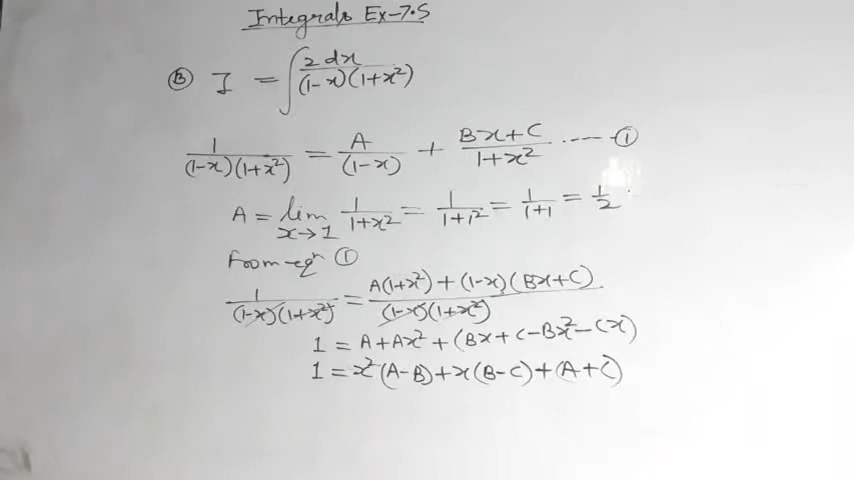 Integrals Ex-7.5
⑬ I = ∫ 2 dx / (1-x)(1+x²)
1 / (1-x)(1+x²) = A / (1-x) + Bx+C / 1+x² ----- ①
A = lim x→1 1 / 1+x² = 1 / 1+1² = 1 / 1+1 = 1 / 2
From eqⁿ ①
1 / (1-x)(1+x²) = A(1+x²) + (1-x)(Bx+C) / (1-x)(1+x²)
1 = A+Ax² + (Bx+C-Bx²-Cx)
1 = x²(A-B)+x(B-C)+(A+C)